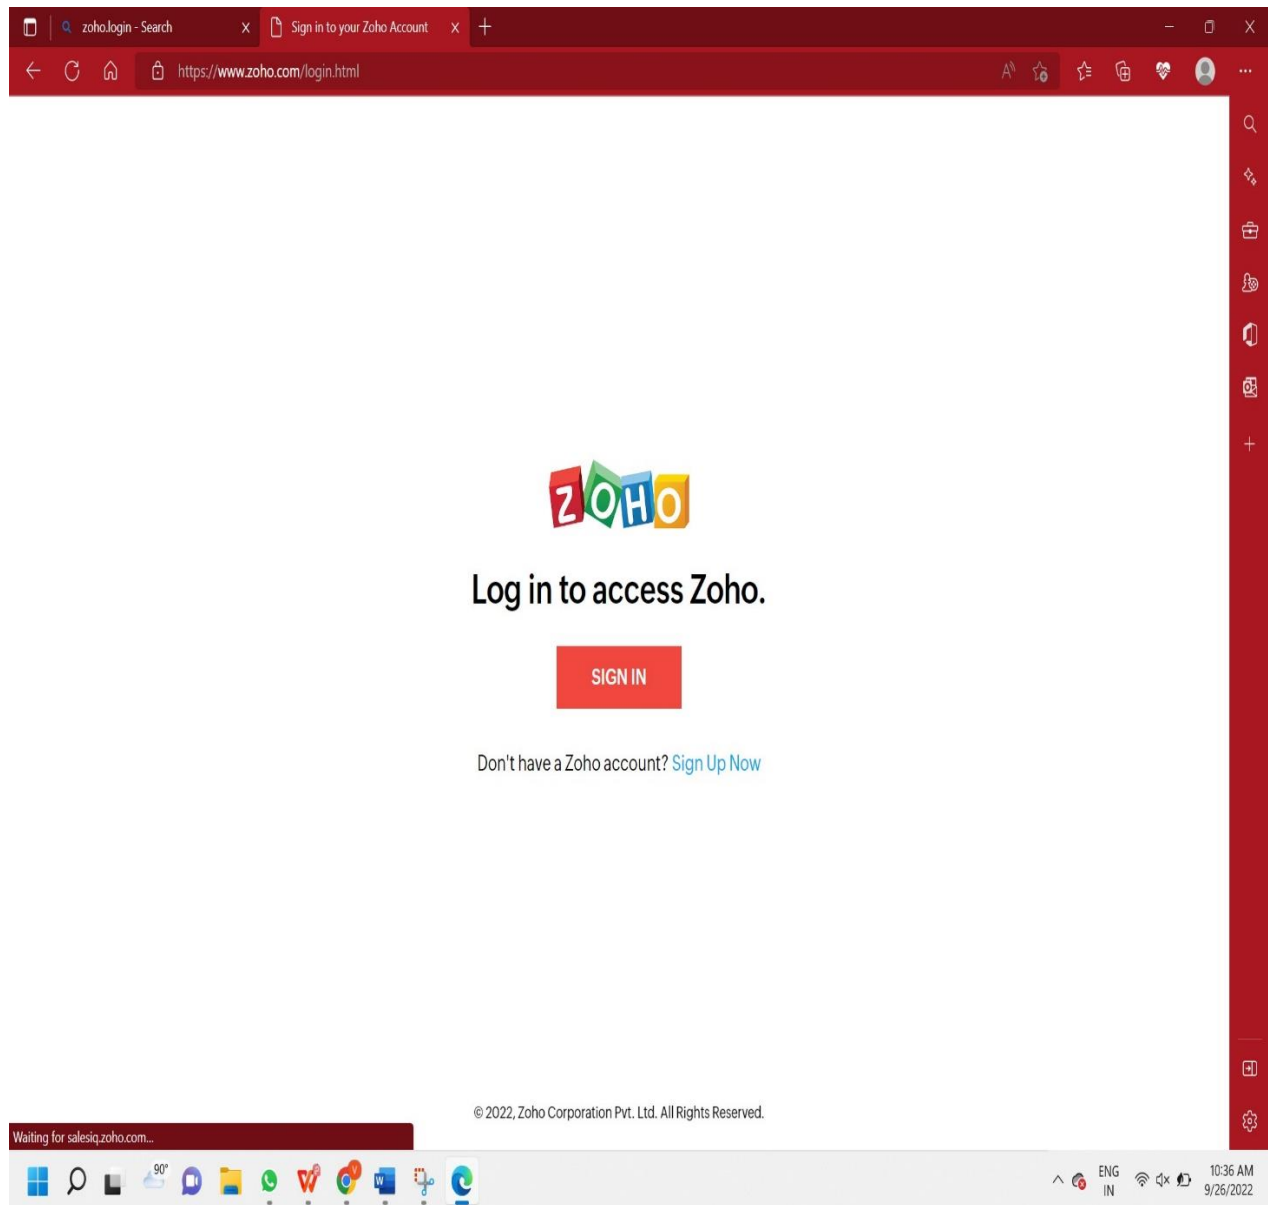 zoho.login - Search
Sign in to your Zoho Account
https://www.zoho.com/login.html
ZOHO
Log in to access Zoho.
SIGN IN
Don't have a Zoho account? Sign Up Now
© 2022, Zoho Corporation Pvt. Ltd. All Rights Reserved.
Waiting for salesiq.zoho.com...
90°
ENG
IN
10:36 AM
9/26/2022